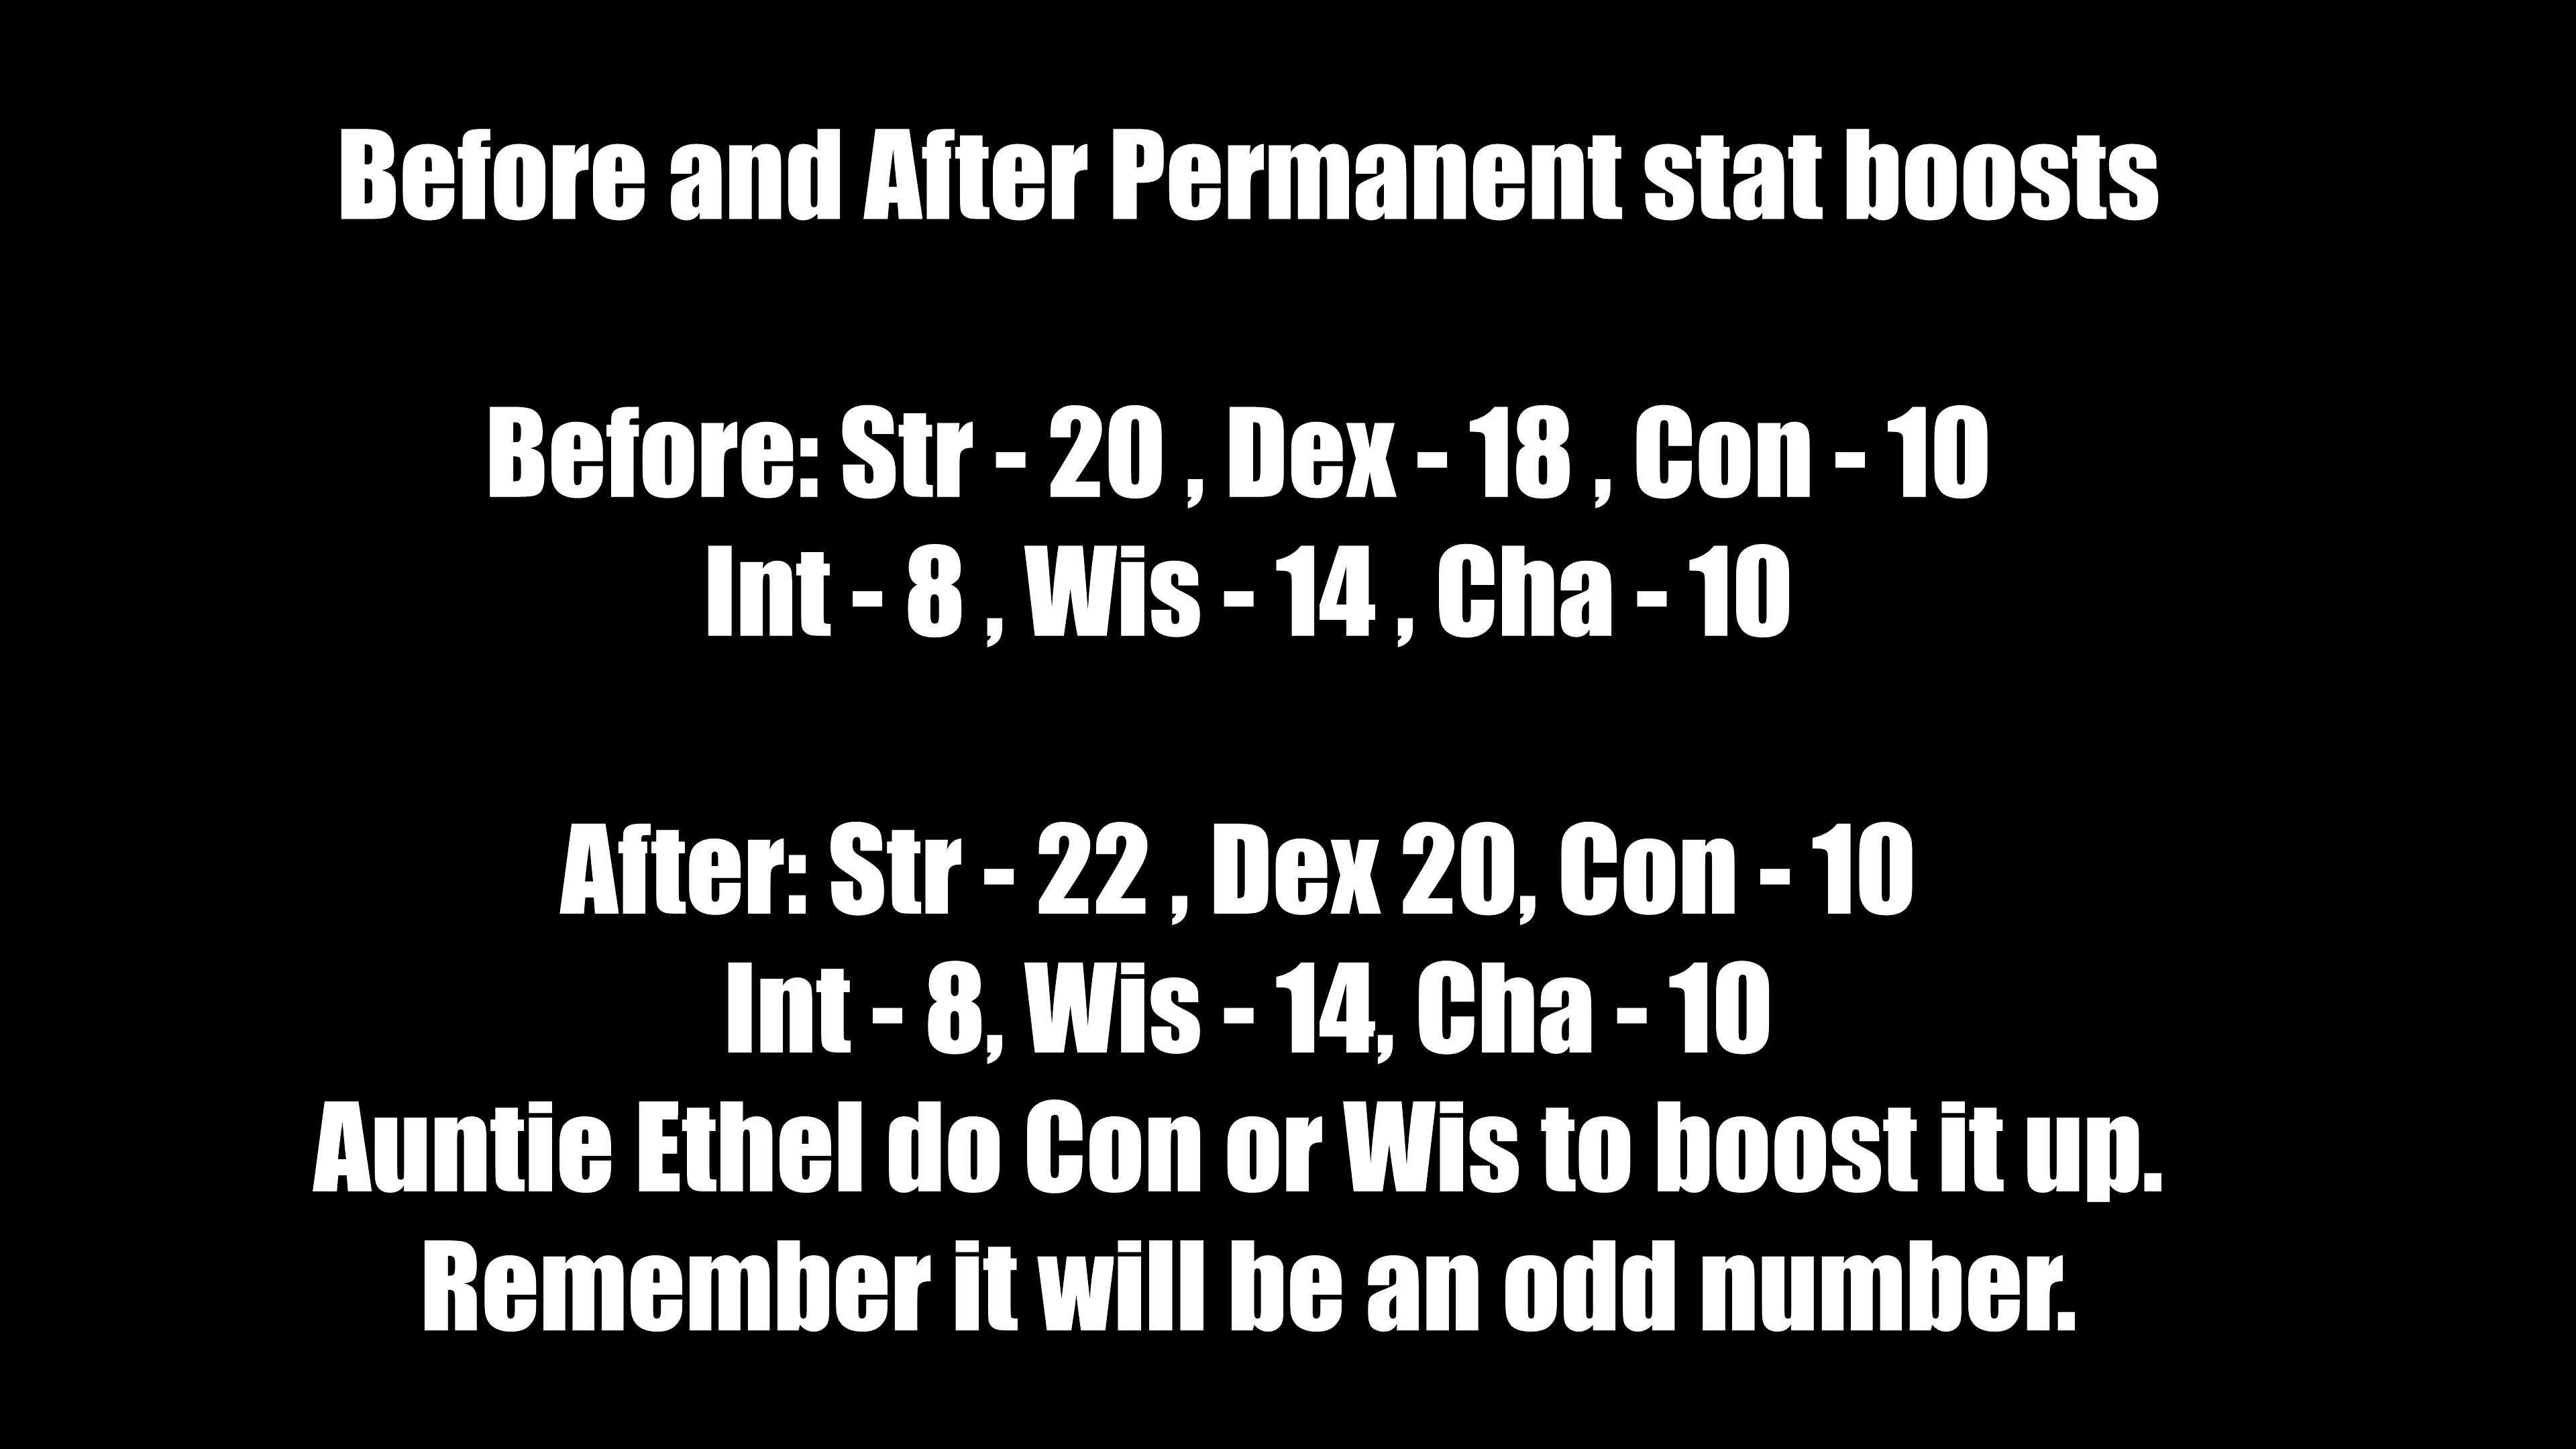 Before and After Permanent stat boosts
Before: Str - 20 , Dex - 18 , Con - 10
Int - 8 , Wis - 14 , Cha - 10
After: Str - 22 , Dex 20, Con - 10
Int - 8, Wis - 14, Cha - 10
Auntie Ethel do Con or Wis to boost it up.
Remember it will be an odd number.